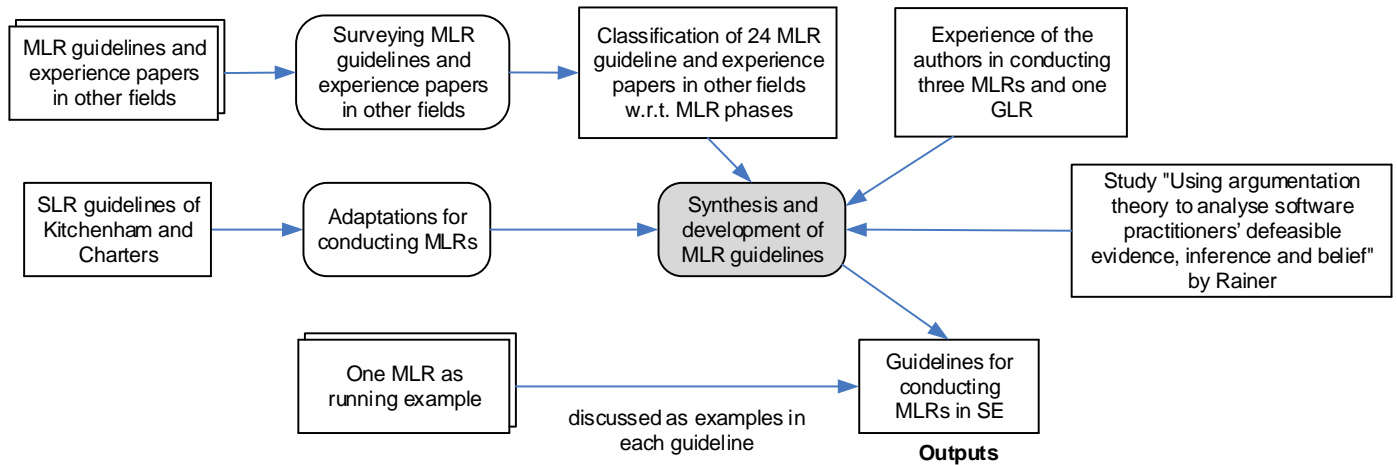 MLR guidelines and
experience papers
in other fields
Surveying MLR
guidelines and
experience papers
in other fields
Classification of 24 MLR
guideline and experience
papers in other fields
w.r.t. MLR phases
Experience of the
authors in conducting
three MLRs and one
GLR
SLR guidelines of
Kitchenham and
Charters
Adaptations for
conducting MLRs
Synthesis and
development of
MLR guidelines
Study "Using argumentation
theory to analyse software
practitioners’ defeasible
evidence, inference and belief"
by Rainer
One MLR as
running example
discussed as examples in
each guideline
Guidelines for
conducting
MLRs in SE
Outputs